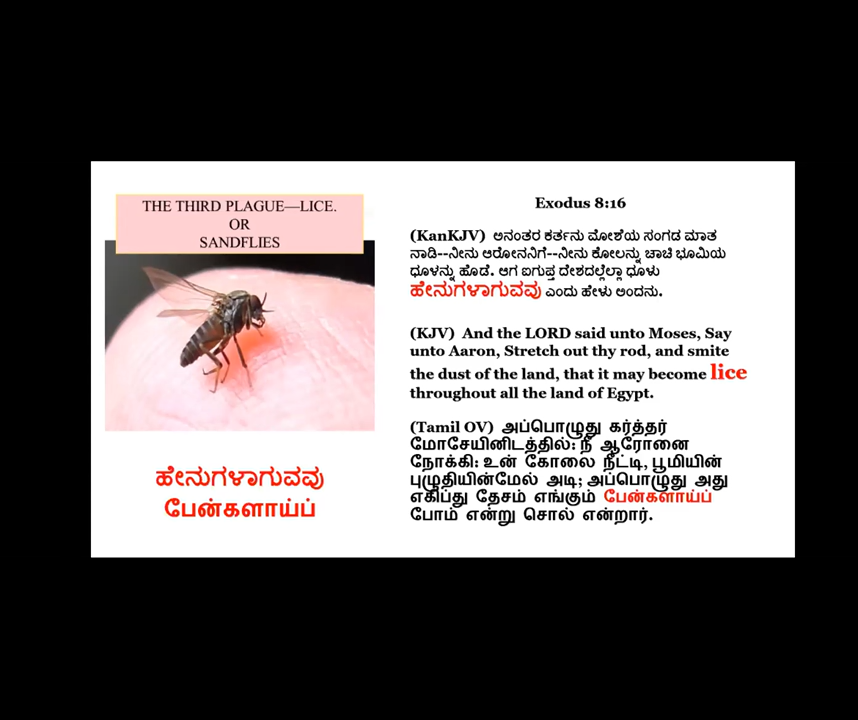 THE THIRD PLAGUE—LICE.
OR
SANDFLIES
ಹೇನುಗಳಾಗುವವು
பேன்களாய்ப்
Exodus 8:16
(KanKJV) ಅನಂತರ ಕರ್ತನು ಮೋಶೆಯ ಸಂಗಡ ಮಾತ
ನಾಡಿ--ನೀನು ಆರೋನನಿಗೆ--ನೀನು ಕೋಲನ್ನು ಚಾಚಿ ಭೂಮಿಯ
ಧೂಳನ್ನು ಹೊಡೆ. ಆಗ ಐಗುಪ್ತ ದೇಶದಲ್ಲೆಲ್ಲಾ ಧೂಳು
ಹೇನುಗಳಾಗುವವು ಎಂದು ಹೇಳು ಅಂದನು.
(KJV) And the LORD said unto Moses, Say
unto Aaron, Stretch out thy rod, and smite
the dust of the land, that it may become lice
throughout all the land of Egypt.
(Tamil OV) அப்பொழுது கர்த்தர்
மோசேயினிடத்தில்: நீ ஆரோனை
நோக்கி: உன் கோலை நீட்டி, பூமியின்
புழுதியின்மேல் அடி; அப்பொழுது அது
எகிப்து தேசம் எங்கும் பேன்களாய்ப்
போம் என்று சொல் என்றார்.